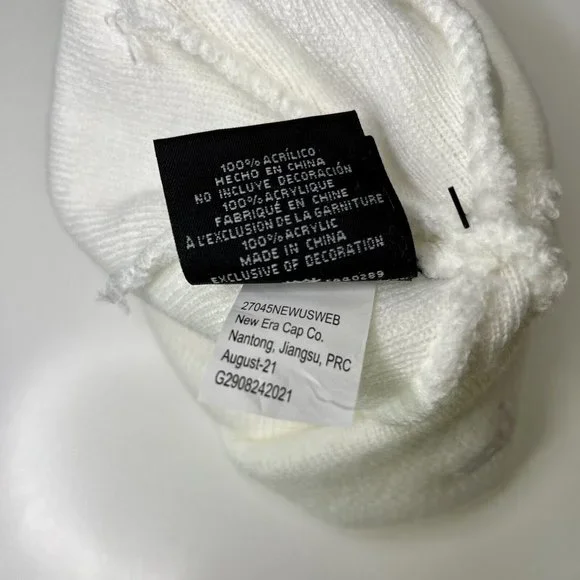 100% ACRÍLICO
HECHO EN CHINA
NO INCLUYE DECORACIÓN
100% ACRYLIQUE
FABRIQUÉ EN CHINE
À L'EXCLUSION DE LA GARNITURE
100% ACRYLIC
MADE IN CHINA
EXCLUSIVE OF DECORATION
27045NEWUSWEB
New Era Cap Co.
Nantong, Jiangsu, PRC
August-21
G2908242021